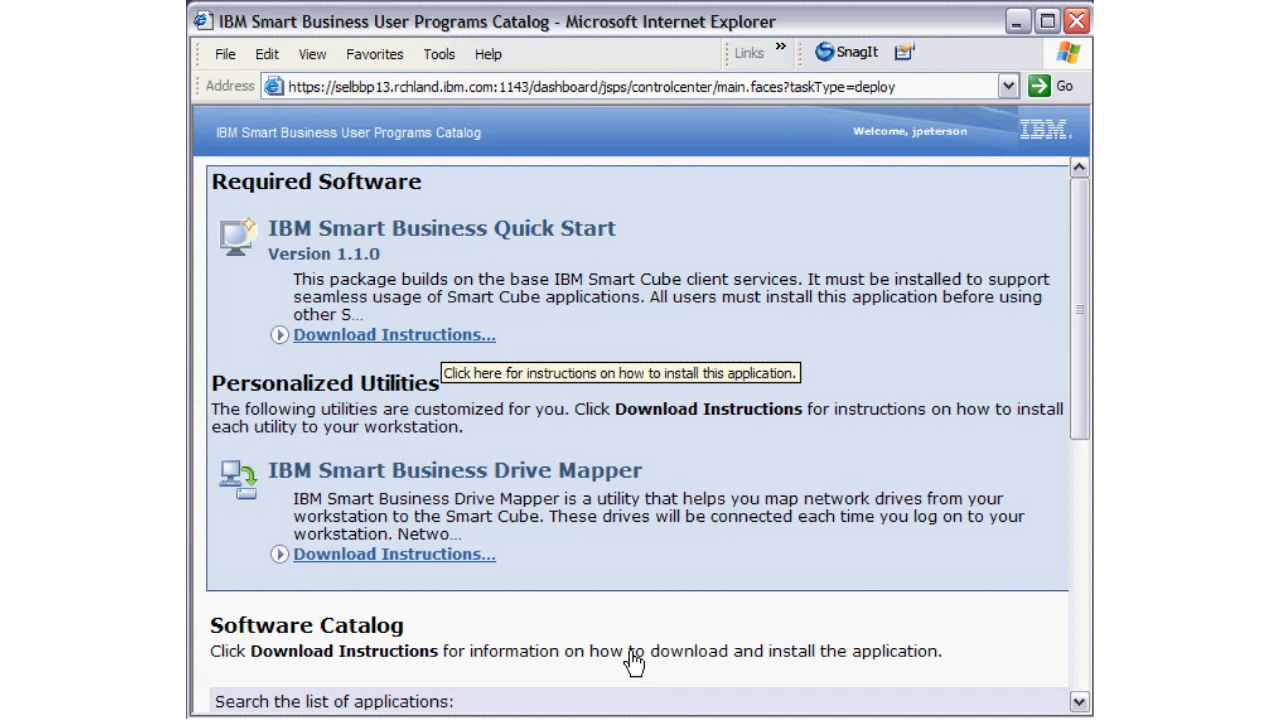 IBM Smart Business User Programs Catalog - Microsoft Internet Explorer
File Edit View Favorites Tools Help Links » SnagIt
Address https://selbbp13.rchland.ibm.com:1143/dashboard/jsps/controlcenter/main.faces?taskType=deploy Go
IBM Smart Business User Programs Catalog Welcome, jpeterson IBM.
Required Software
IBM Smart Business Quick Start
Version 1.1.0
This package builds on the base IBM Smart Cube client services. It must be installed to support
seamless usage of Smart Cube applications. All users must install this application before using
other S...
Download Instructions...
Click here for instructions on how to install this application.
Personalized Utilities
The following utilities are customized for you. Click Download Instructions for instructions on how to install
each utility to your workstation.
IBM Smart Business Drive Mapper
IBM Smart Business Drive Mapper is a utility that helps you map network drives from your
workstation to the Smart Cube. These drives will be connected each time you log on to your
workstation. Netwo...
Download Instructions...
Software Catalog
Click Download Instructions for information on how to download and install the application.
Search the list of applications: